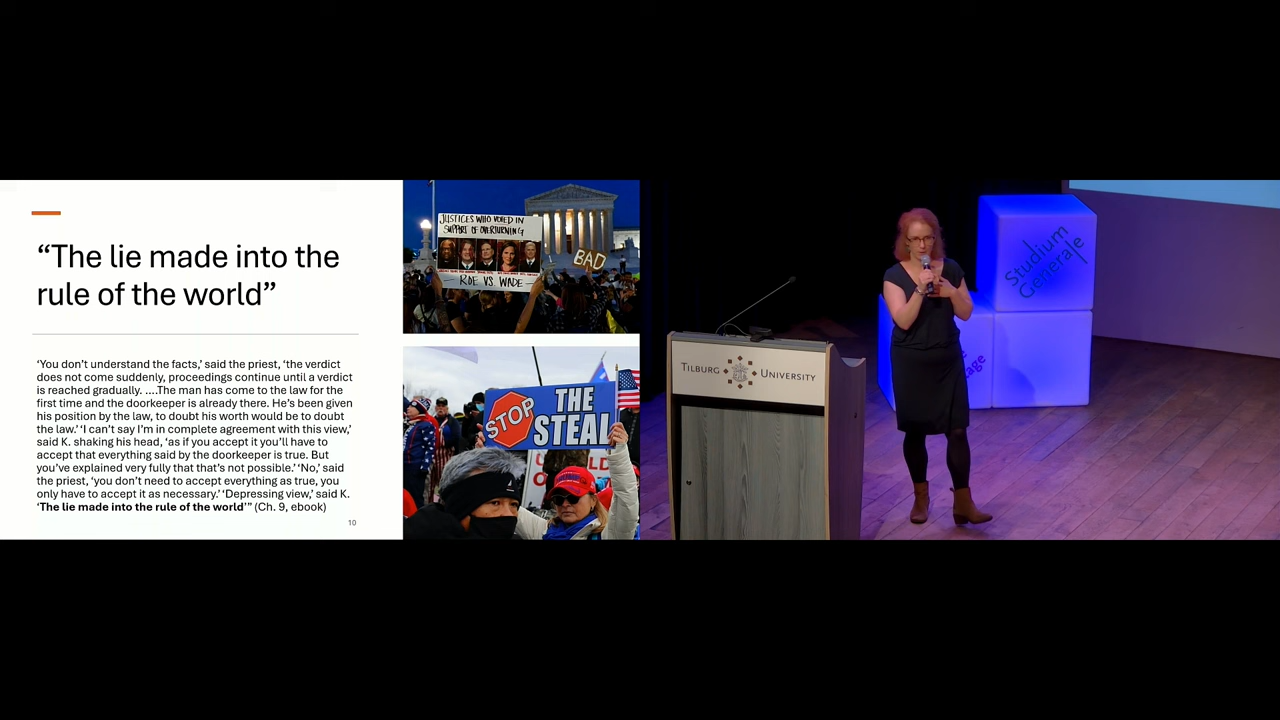 “The lie made into the
rule of the world”
‘You don’t understand the facts,’ said the priest, ‘the verdict
does not come suddenly, proceedings continue until a verdict
is reached gradually. ....The man has come to the law for the
first time and the doorkeeper is already there. He’s been given
his position by the law, to doubt his worth would be to doubt
the law.’ ‘I can’t say I’m in complete agreement with this view,’
said K. shaking his head, ‘as if you accept it you’ll have to
accept that everything said by the doorkeeper is true. But
you’ve explained very fully that that’s not possible.’ ‘No,’ said
the priest, ‘you don’t need to accept everything as true, you
only have to accept it as necessary.’ ‘Depressing view,’ said K.
‘The lie made into the rule of the world’” (Ch. 9, ebook)
10
JUSTICES WHO VOTED IN
SUPPORT OF OVERTURNING
ROE VS. WADE
BAD
STOP
THE
STEAL
TILBURG UNIVERSITY
Studium
Generale